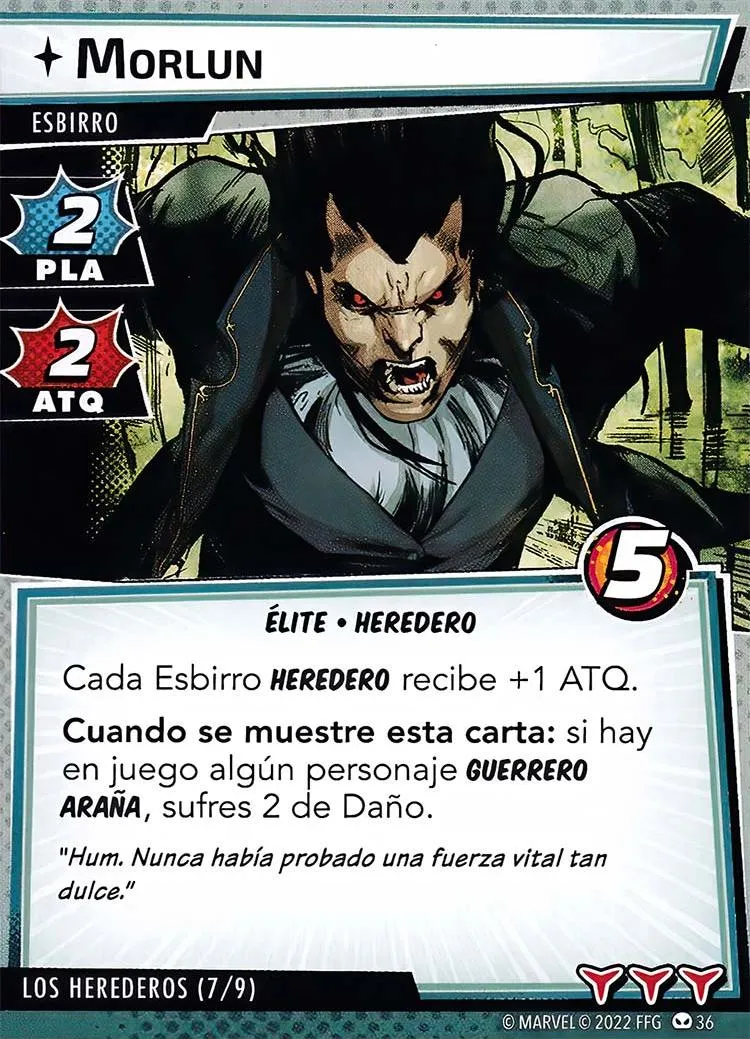 MORLUN
ESBIRRO
2
PLA
2
ATQ
5
ÉLITE • HEREDERO
Cada Esbirro HEREDERO recibe +1 ATQ.
Cuando se muestre esta carta: si hay
en juego algún personaje GUERRERO
ARAÑA, sufres 2 de Daño.
"Hum. Nunca había probado una fuerza vital tan
dulce."
LOS HEREDEROS (7/9)
© MARVEL © 2022 FFG 36